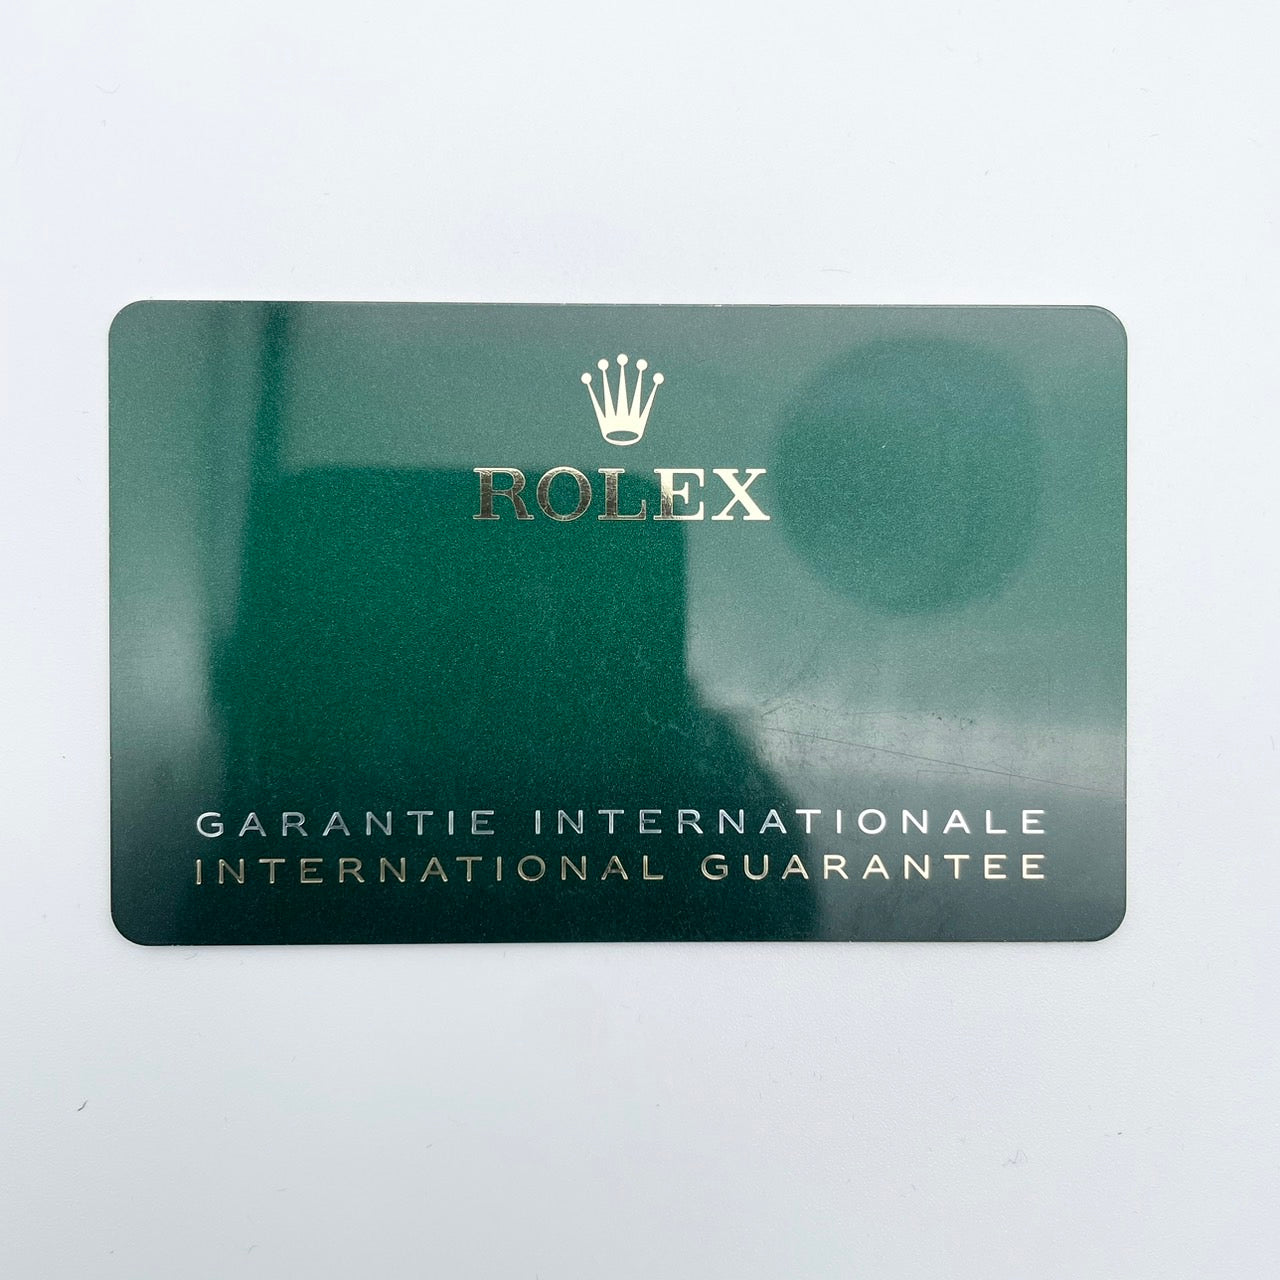 ROLEX
GARANTIE INTERNATIONALE
INTERNATIONAL GUARANTEE